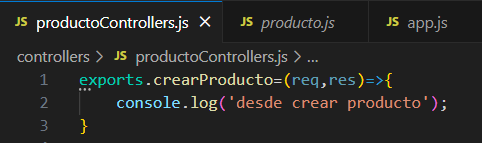 JS productoControllers.js × JS producto.js JS app.js
controllers > JS productoControllers.js > ...
1 exports.crearProducto=(req,res)=>{
2 console.log('desde crear producto');
3 }